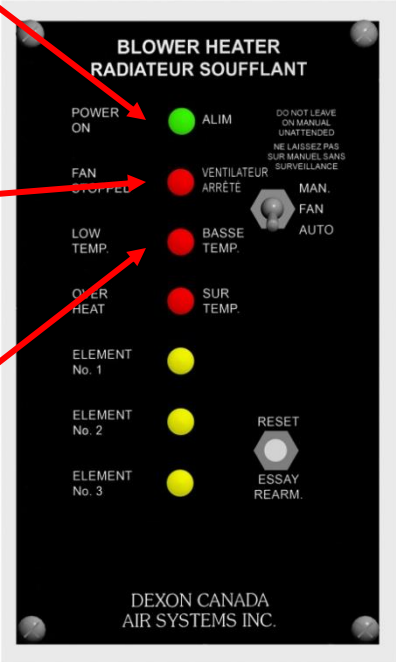 BLOWER HEATER
RADIATEUR SOUFFLANT
POWER
ON
ALIM
DO NOT LEAVE
ON MANUAL
UNATTENDED
NE LAISSEZ PAS
SUR MANUEL SANS
SURVEILLANCE
FAN
STOPPED
VENTILATEUR
ARRÊTÉ
MAN.
FAN
AUTO
LOW
TEMP.
BASSE
TEMP.
OVER
HEAT
SUR
TEMP.
ELEMENT
No. 1
ELEMENT
No. 2
RESET
ELEMENT
No. 3
ESSAY
REARM.
DEXON CANADA
AIR SYSTEMS INC.